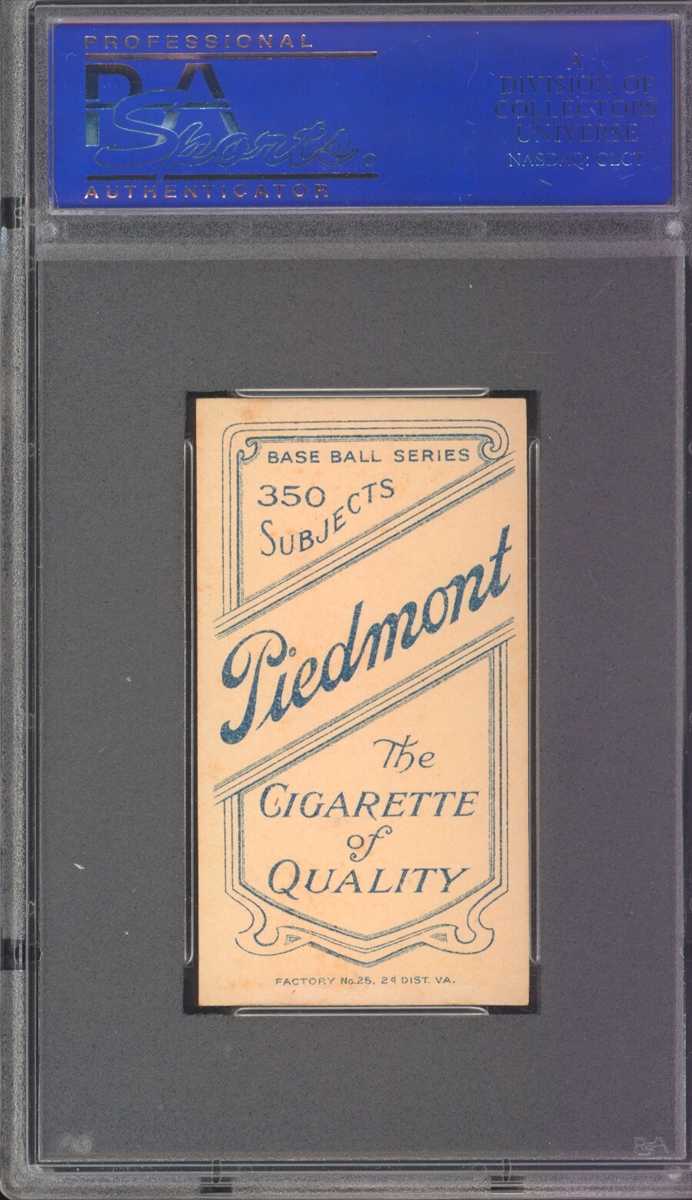 PROFESSIONAL
PSA
Sports
AUTHENTICATOR
A
DIVISION OF
COLLECTORS
UNIVERSE
NASDAQ: CLCT
BASE BALL SERIES
350
SUBJECTS
Piedmont
The
CIGARETTE
of
QUALITY
FACTORY No.25. 2d DIST. VA.
PSA